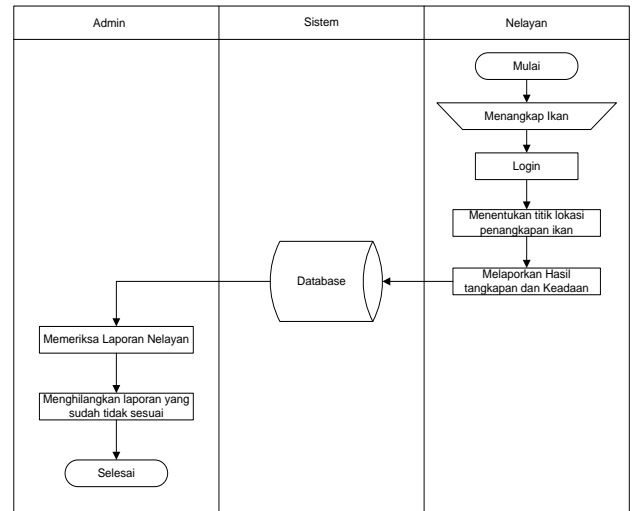 Admin
Sistem
Nelayan
Mulai
Menangkap Ikan
Login
Menentukan titik lokasi
penangkapan ikan
Melaporkan Hasil
tangkapan dan Keadaan
Database
Memeriksa Laporan Nelayan
Menghilangkan laporan yang
sudah tidak sesuai
Selesai